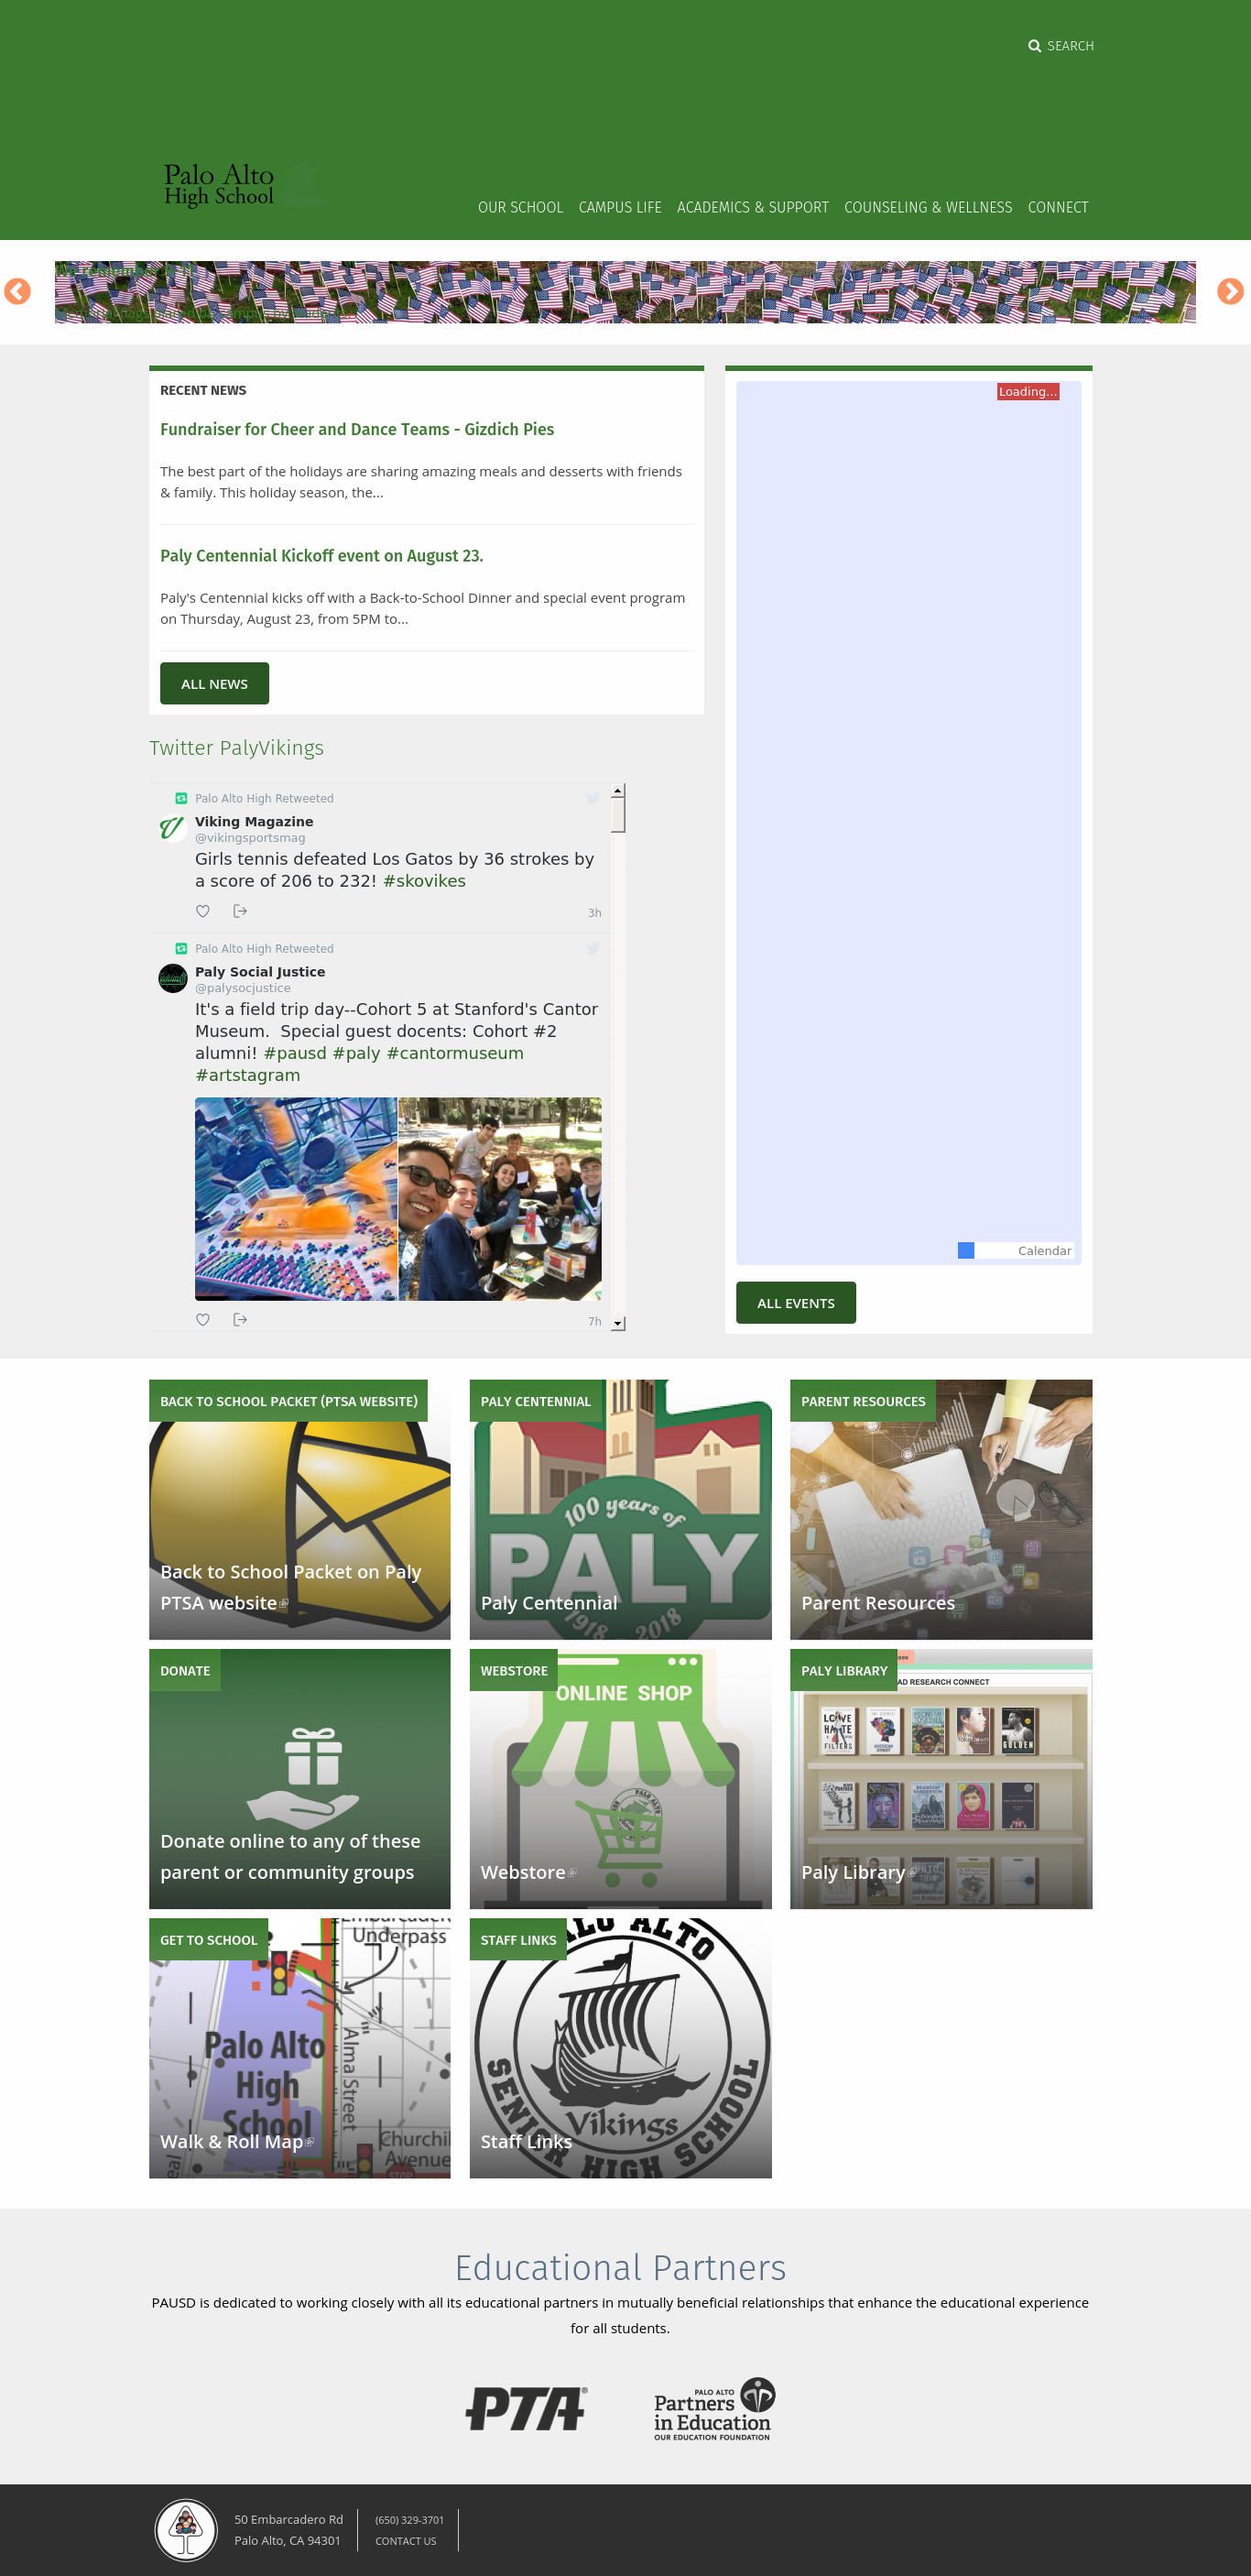 SEARCH
Palo Alto
High School
OUR SCHOOL CAMPUS LIFE ACADEMICS & SUPPORT COUNSELING & WELLNESS CONNECT
RECENT NEWS
Fundraiser for Cheer and Dance Teams - Gizdich Pies
The best part of the holidays are sharing amazing meals and desserts with friends
& family. This holiday season, the...
Paly Centennial Kickoff event on August 23.
Paly's Centennial kicks off with a Back-to-School Dinner and special event program
on Thursday, August 23, from 5PM to...
ALL NEWS
Loading...
Calendar
ALL EVENTS
Twitter PalyVikings
Palo Alto High Retweeted
Viking Magazine
@vikingsportsmag
Girls tennis defeated Los Gatos by 36 strokes by
a score of 206 to 232! #skovikes
3h
Palo Alto High Retweeted
Paly Social Justice
@palysocjustice
It's a field trip day--Cohort 5 at Stanford's Cantor
Museum. Special guest docents: Cohort #2
alumni! #pausd #paly #cantormuseum
#artstagram
7h
BACK TO SCHOOL PACKET (PTSA WEBSITE)
Back to School Packet on Paly
PTSA website
PALY CENTENNIAL
100 years of
PALY
1918 - 2018
Paly Centennial
PARENT RESOURCES
Parent Resources
DONATE
Donate online to any of these
parent or community groups
WEBSTORE
ONLINE SHOP
Webstore
PALY LIBRARY
AD RESEARCH CONNECT
Paly Library
GET TO SCHOOL
Embarcadero
Underpass
Palo Alto
High
School
Alma Street
Churchill
Avenue
STOP
Walk & Roll Map
STAFF LINKS
PALO ALTO
SENIOR HIGH SCHOOL
Vikings
Staff Links
Educational Partners
PAUSD is dedicated to working closely with all its educational partners in mutually beneficial relationships that enhance the educational experience
for all students.
PTA®
PALO ALTO
Partners
in Education
OUR EDUCATION FOUNDATION
50 Embarcadero Rd
Palo Alto, CA 94301
(650) 329-3701
CONTACT US